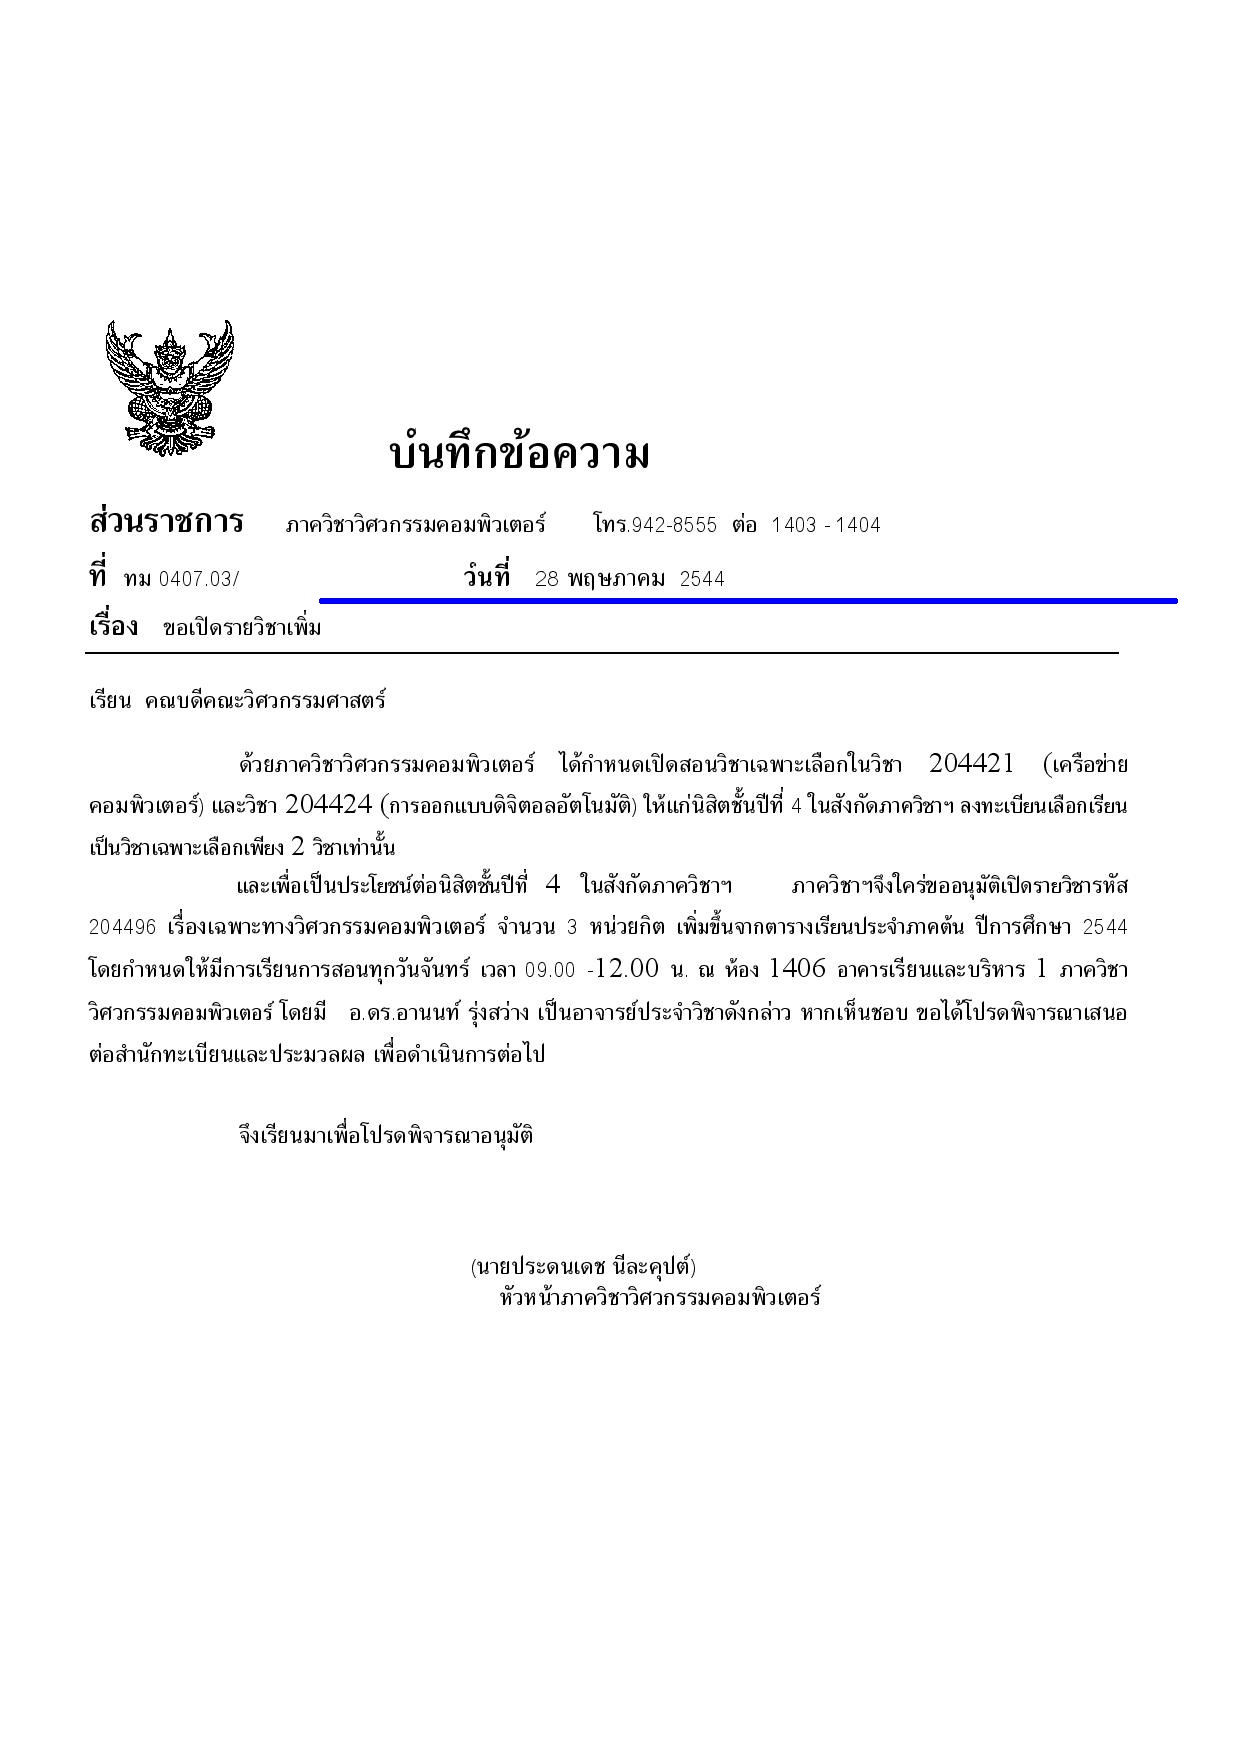 บันทึกข้อความ
ส่วนราชการ ภาควิชาวิศวกรรมคอมพิวเตอร์ โทร.942-8555 ต่อ 1403 - 1404
ที่ ทม 0407.03/ วันที่ 28 พฤษภาคม 2544
เรื่อง ขอเปิดรายวิชาเพิ่ม
เรียน คณบดีคณะวิศวกรรมศาสตร์
ด้วยภาควิชาวิศวกรรมคอมพิวเตอร์ ได้กำหนดเปิดสอนวิชาเฉพาะเลือกในวิชา 204421 (เครือข่าย
คอมพิวเตอร์) และวิชา 204424 (การออกแบบดิจิตอลอัตโนมัติ) ให้แก่นิสิตชั้นปีที่ 4 ในสังกัดภาควิชาฯ ลงทะเบียนเลือกเรียน
เป็นวิชาเฉพาะเลือกเพียง 2 วิชาเท่านั้น
และเพื่อเป็นประโยชน์ต่อนิสิตชั้นปีที่ 4 ในสังกัดภาควิชาฯ ภาควิชาฯจึงใคร่ขออนุมัติเปิดรายวิชารหัส
204496 เรื่องเฉพาะทางวิศวกรรมคอมพิวเตอร์ จำนวน 3 หน่วยกิต เพิ่มขึ้นจากตารางเรียนประจำภาคต้น ปีการศึกษา 2544
โดยกำหนดให้มีการเรียนการสอนทุกวันจันทร์ เวลา 09.00 -12.00 น. ณ ห้อง 1406 อาคารเรียนและบริหาร 1 ภาควิชา
วิศวกรรมคอมพิวเตอร์ โดยมี อ.ดร.อานนท์ รุ่งสว่าง เป็นอาจารย์ประจำวิชาดังกล่าว หากเห็นชอบ ขอได้โปรดพิจารณาเสนอ
ต่อสำนักทะเบียนและประมวลผล เพื่อดำเนินการต่อไป
จึงเรียนมาเพื่อโปรดพิจารณาอนุมัติ
(นายประดนเดช นีละคุปต์)
หัวหน้าภาควิชาวิศวกรรมคอมพิวเตอร์